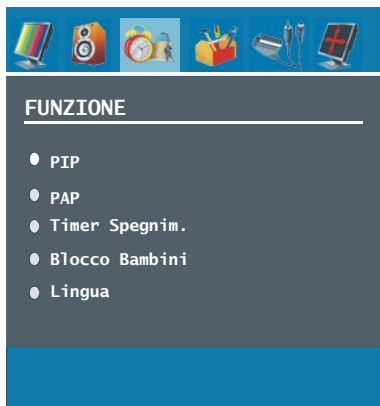 FUNZIONE
PIP
PAP
Timer Spegnim.
Blocco Bambini
Lingua